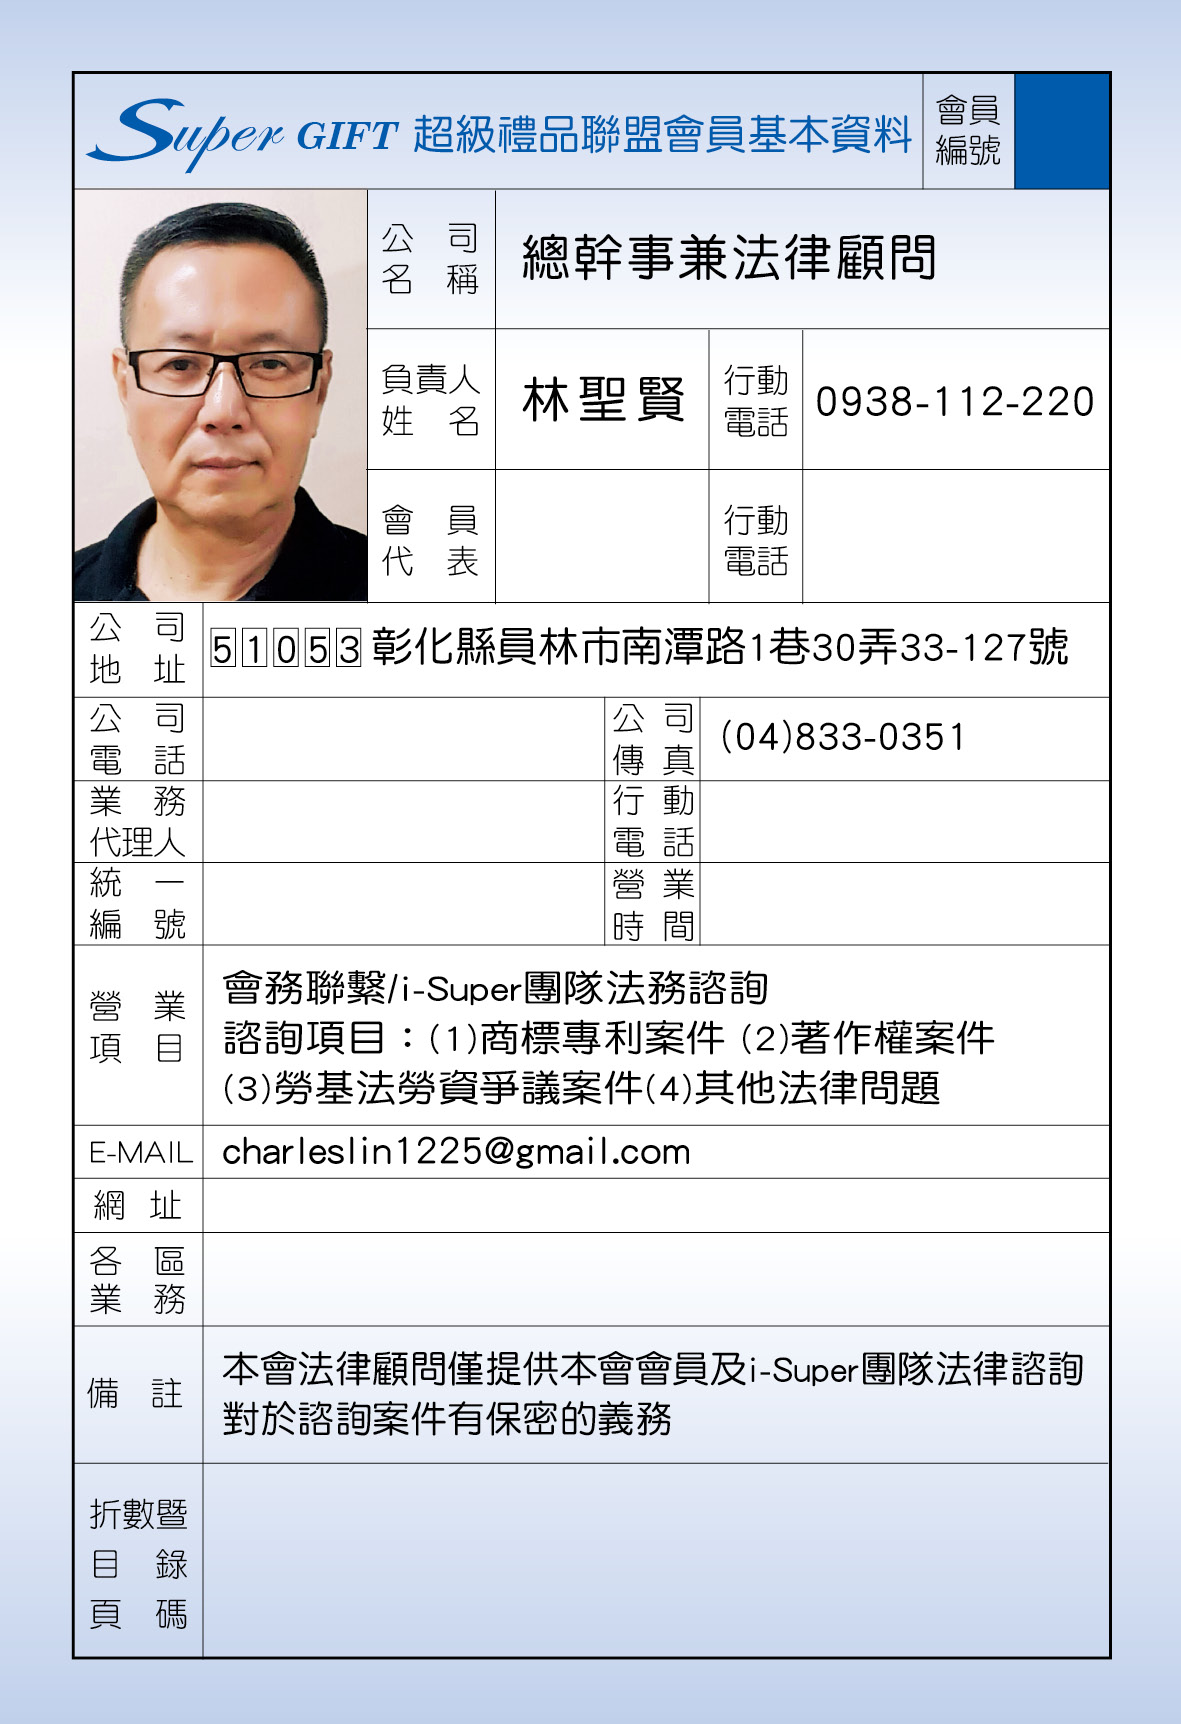 Super GIFT 超級禮品聯盟會員基本資料
會員
編號
公司
名稱
總幹事兼法律顧問
負責人
姓名
林聖賢
行動
電話
0938-112-220
會員
代表
行動
電話
公司
地址
51053 彰化縣員林市南潭路1巷30弄33-127號
公司
電話
公司
傳真
(04)833-0351
業務
代理人
行動
電話
統一
編號
營業
時間
營業
項目
會務聯繫/i-Super團隊法務諮詢
諮詢項目：(1)商標專利案件 (2)著作權案件
(3)勞基法勞資爭議案件(4)其他法律問題
E-MAIL
charleslin1225@gmail.com
網址
各區
業務
備註
本會法律顧問僅提供本會會員及i-Super團隊法律諮詢
對於諮詢案件有保密的義務
折數暨
目錄
頁碼